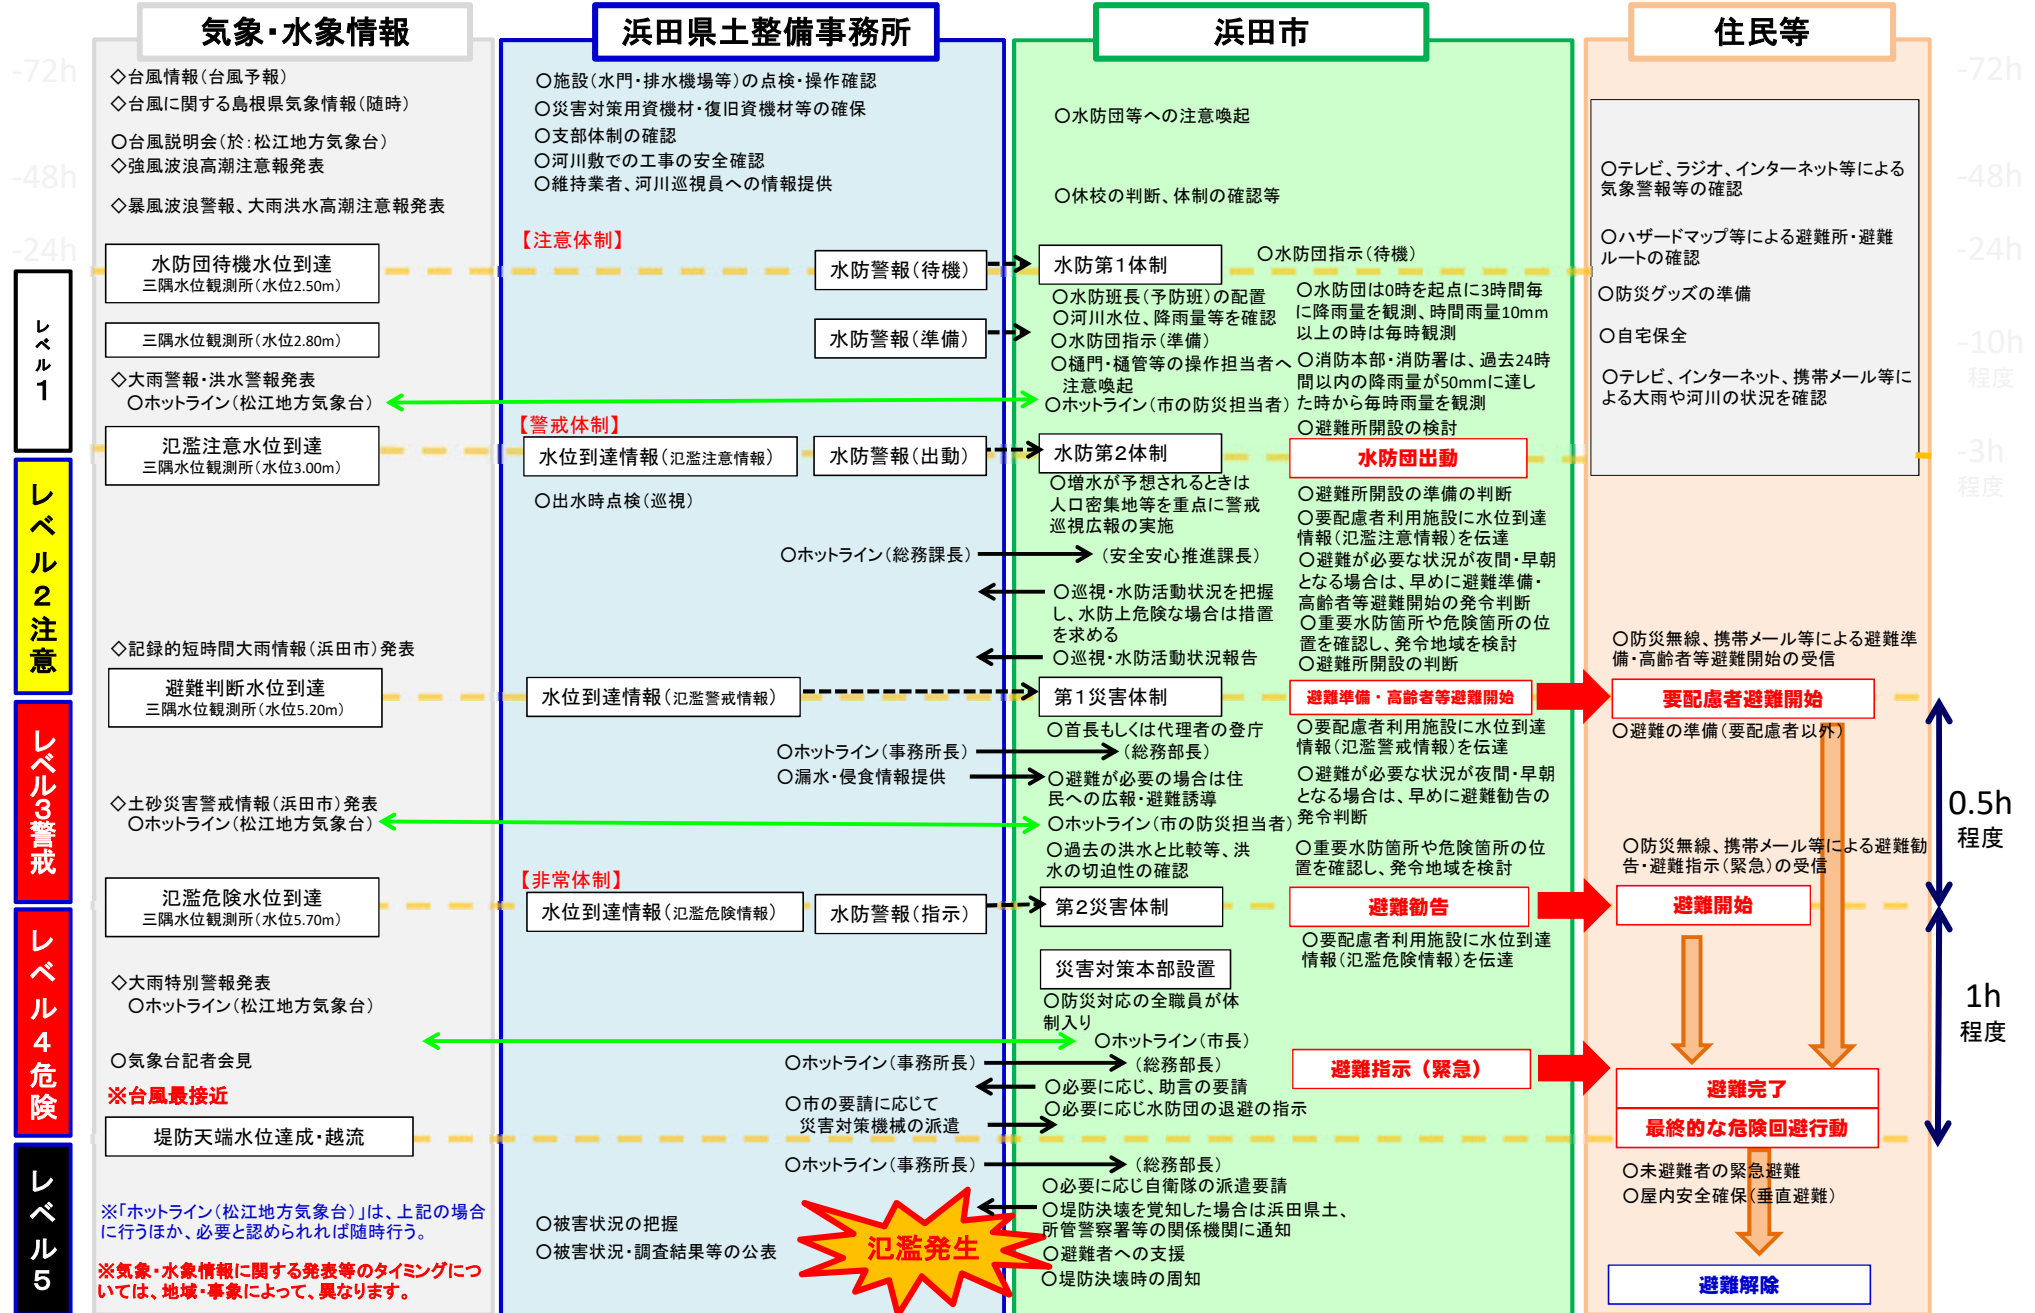 気象・水象情報
浜田県土整備事務所
浜田市
住民等
-72h
-48h
-24h
レベル1
レベル2注意
レベル3警戒
レベル4危険
レベル5
◇台風情報（台風予報）
◇台風に関する島根県気象情報（随時）
○台風説明会（於：松江地方気象台）
◇強風波浪高潮注意報発表
◇暴風波浪警報、大雨洪水高潮注意報発表
水防団待機水位到達
三隅水位観測所（水位2.50m）
三隅水位観測所（水位2.80m）
◇大雨警報・洪水警報発表
○ホットライン（松江地方気象台）
氾濫注意水位到達
三隅水位観測所（水位3.00m）
◇記録的短時間大雨情報（浜田市）発表
避難判断水位到達
三隅水位観測所（水位5.20m）
◇土砂災害警戒情報（浜田市）発表
○ホットライン（松江地方気象台）
氾濫危険水位到達
三隅水位観測所（水位5.70m）
◇大雨特別警報発表
○ホットライン（松江地方気象台）
○気象台記者会見
※台風最接近
堤防天端水位達成・越流
※「ホットライン（松江地方気象台）」は、上記の場合
に行うほか、必要と認められれば随時行う。
※気象・水象情報に関する発表等のタイミングにつ
いては、地域・事象によって、異なります。
○施設（水門・排水機場等）の点検・操作確認
○災害対策用資機材・復旧資機材等の確保
○支部体制の確認
○河川敷での工事の安全確認
○維持業者、河川巡視員への情報提供
【注意体制】
水防警報（待機）
水防警報（準備）
【警戒体制】
水位到達情報（氾濫注意情報）
水防警報（出動）
○出水時点検（巡視）
○ホットライン（総務課長）
水位到達情報（氾濫警戒情報）
○ホットライン（事務所長）
○漏水・侵食情報提供
【非常体制】
水位到達情報（氾濫危険情報）
水防警報（指示）
○ホットライン（事務所長）
○市の要請に応じて
災害対策機械の派遣
○ホットライン（事務所長）
○被害状況の把握
○被害状況・調査結果等の公表
氾濫発生
○水防団等への注意喚起
○休校の判断、体制の確認等
水防第1体制
○水防班長（予防班）の配置
○河川水位、降雨量等を確認
○水防団指示（準備）
○樋門・樋管等の操作担当者へ
注意喚起
○ホットライン（市の防災担当者）
水防第2体制
○増水が予想されるときは
人口密集地等を重点に警戒
巡視広報の実施
（安全安心推進課長）
○巡視・水防活動状況を把握
し、水防上危険な場合は措置
を求める
○巡視・水防活動状況報告
第1災害体制
○首長もしくは代理者の登庁
（総務部長）
○避難が必要の場合は住
民への広報・避難誘導
○ホットライン（市の防災担当者）
○過去の洪水と比較等、洪
水の切迫性の確認
第2災害体制
災害対策本部設置
○防災対応の全職員が体
制入り
○ホットライン（市長）
（総務部長）
○必要に応じ、助言の要請
○必要に応じ水防団の退避の指示
（総務部長）
○必要に応じ自衛隊の派遣要請
○堤防決壊を覚知した場合は浜田県土、
所管警察署等の関係機関に通知
○避難者への支援
○堤防決壊時の周知
○水防団指示（待機）
○水防団は0時を起点に3時間毎
に降雨量を観測、時間雨量10mm
以上の時は毎時観測
○消防本部・消防署は、過去24時
間以内の降雨量が50mmに達し
た時から毎時雨量を観測
○避難所開設の検討
水防団出動
○避難所開設の準備の判断
○要配慮者利用施設に水位到達
情報（氾濫注意情報）を伝達
○避難が必要な状況が夜間・早朝
となる場合は、早めに避難準備・
高齢者等避難開始の発令判断
○重要水防箇所や危険箇所の位
置を確認し、発令地域を検討
○避難所開設の判断
避難準備・高齢者等避難開始
○要配慮者利用施設に水位到達
情報（氾濫警戒情報）を伝達
○避難が必要な状況が夜間・早朝
となる場合は、早めに避難勧告の
発令判断
○重要水防箇所や危険箇所の位
置を確認し、発令地域を検討
避難勧告
○要配慮者利用施設に水位到達
情報（氾濫危険情報）を伝達
避難指示（緊急）
○テレビ、ラジオ、インターネット等による
気象警報等の確認
○ハザードマップ等による避難所・避難
ルートの確認
○防災グッズの準備
○自宅保全
○テレビ、インターネット、携帯メール等に
よる大雨や河川の状況を確認
○防災無線、携帯メール等による避難準
備・高齢者等避難開始の受信
要配慮者避難開始
○避難の準備（要配慮者以外）
○防災無線、携帯メール等による避難勧
告・避難指示（緊急）の受信
避難開始
避難完了
最終的な危険回避行動
○未避難者の緊急避難
○屋内安全確保（垂直避難）
避難解除
-72h
-48h
-24h
-10h
程度
-3h
程度
0.5h
程度
1h
程度